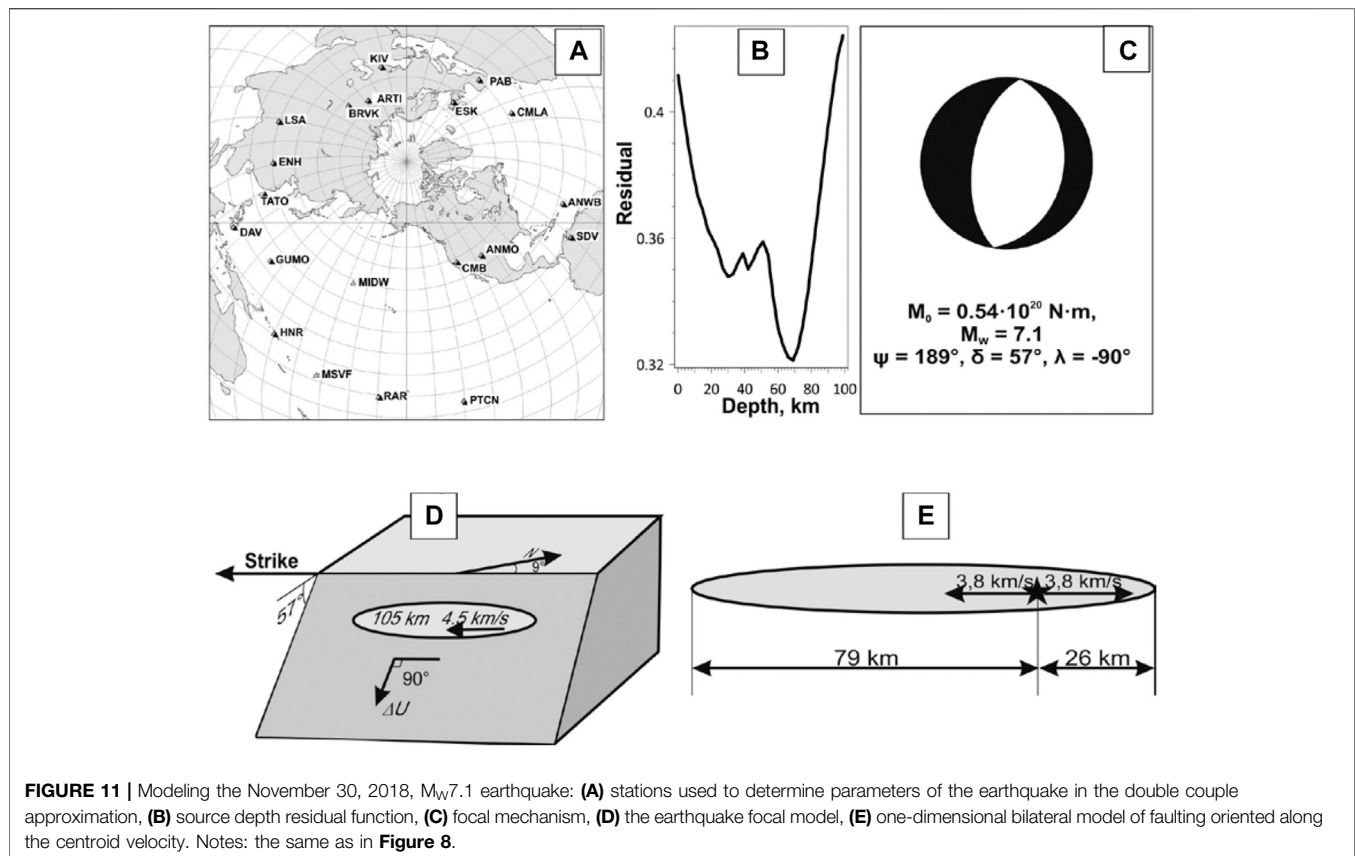 A
KIV
PAB
ARTI
BRVK
ESK
CMLA
LSA
ENH
TATO
ANWB
DAV
SDV
GUMO
ANMO
CMB
MIDW
HNR
MSVF
RAR
PTCN
B
Residual
0.4
0.36
0.32
0 20 40 60 80 100
Depth, km
C
M₀ = 0.54·10²⁰ N·m,
Mw = 7.1
ψ = 189°, δ = 57°, λ = -90°
D
Strike
N
9°
57°
105 km 4.5 km/s
90°
ΔU
E
3,8 km/s 3,8 km/s
79 km
26 km
FIGURE 11 | Modeling the November 30, 2018, MW7.1 earthquake: (A) stations used to determine parameters of the earthquake in the double couple
approximation, (B) source depth residual function, (C) focal mechanism, (D) the earthquake focal model, (E) one-dimensional bilateral model of faulting oriented along
the centroid velocity. Notes: the same as in Figure 8.